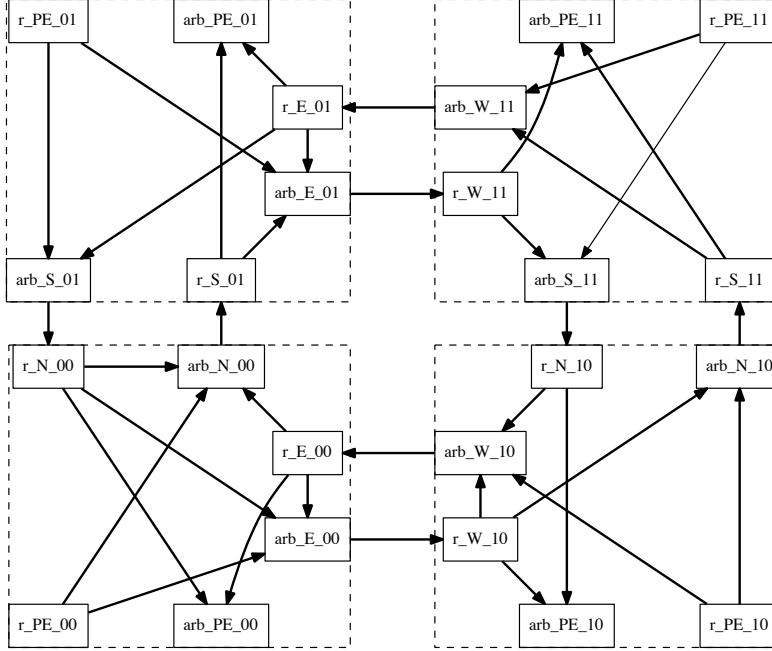 r_PE_01
arb_PE_01
arb_PE_11
r_PE_11
r_E_01
arb_W_11
arb_E_01
r_W_11
arb_S_01
r_S_01
arb_S_11
r_S_11
r_N_00
arb_N_00
r_N_10
arb_N_10
r_E_00
arb_W_10
arb_E_00
r_W_10
r_PE_00
arb_PE_00
arb_PE_10
r_PE_10